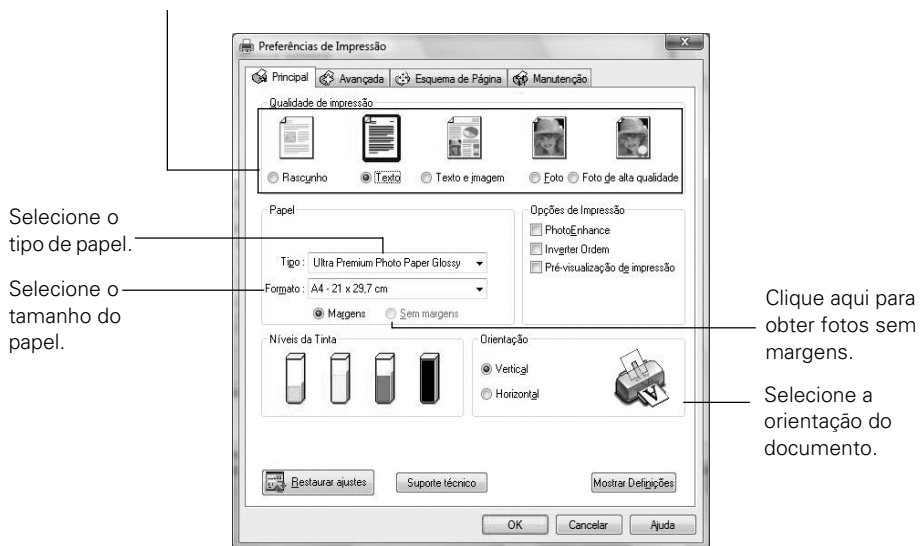 Preferências de Impressão
Principal
Avançada
Esquema de Página
Manutenção
Qualidade de impressão
Rascunho
Texto
Texto e imagem
Foto
Foto de alta qualidade
Selecione o
tipo de papel.
Papel
Tipo : Ultra Premium Photo Paper Glossy
Formato : A4 - 21 x 29,7 cm
Margens
Sem margens
Opções de Impressão
PhotoEnhance
Inverter Ordem
Pré-visualização de impressão
Selecione o
tamanho do
papel.
Clique aqui para
obter fotos sem
margens.
Níveis da Tinta
Orientação
Vertical
Horizontal
A
Selecione a
orientação do
documento.
Restaurar ajustes
Suporte técnico
Mostrar Definições
OK
Cancelar
Ajuda